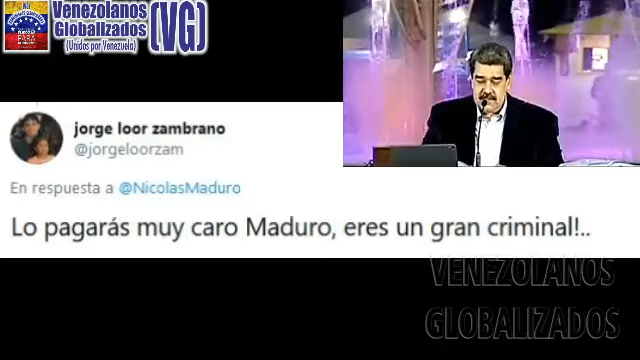 Venezolanos
Globalizados
(Unidos por Venezuela)
(VG)
jorge loor zambrano
@jorgeloorzam
En respuesta a @NicolasMaduro
Lo pagarás muy caro Maduro, eres un gran criminal!..
VENEZOLANOS
GLOBALIZADOS